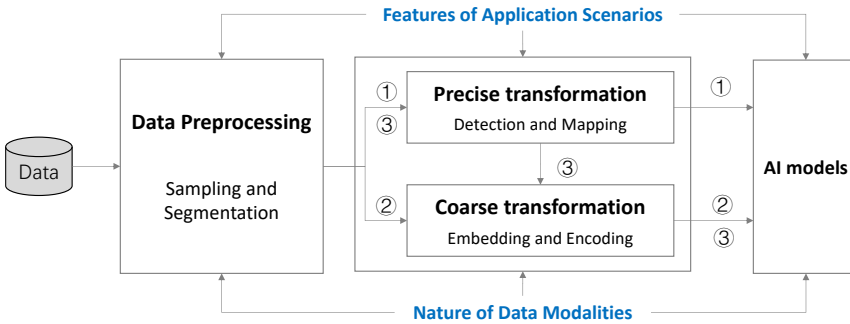 Features of Application Scenarios
① Precise transformation ①
③ Detection and Mapping
Data Preprocessing
Data
Sampling and
Segmentation
③
AI models
② Coarse transformation ②
Embedding and Encoding ③
Nature of Data Modalities